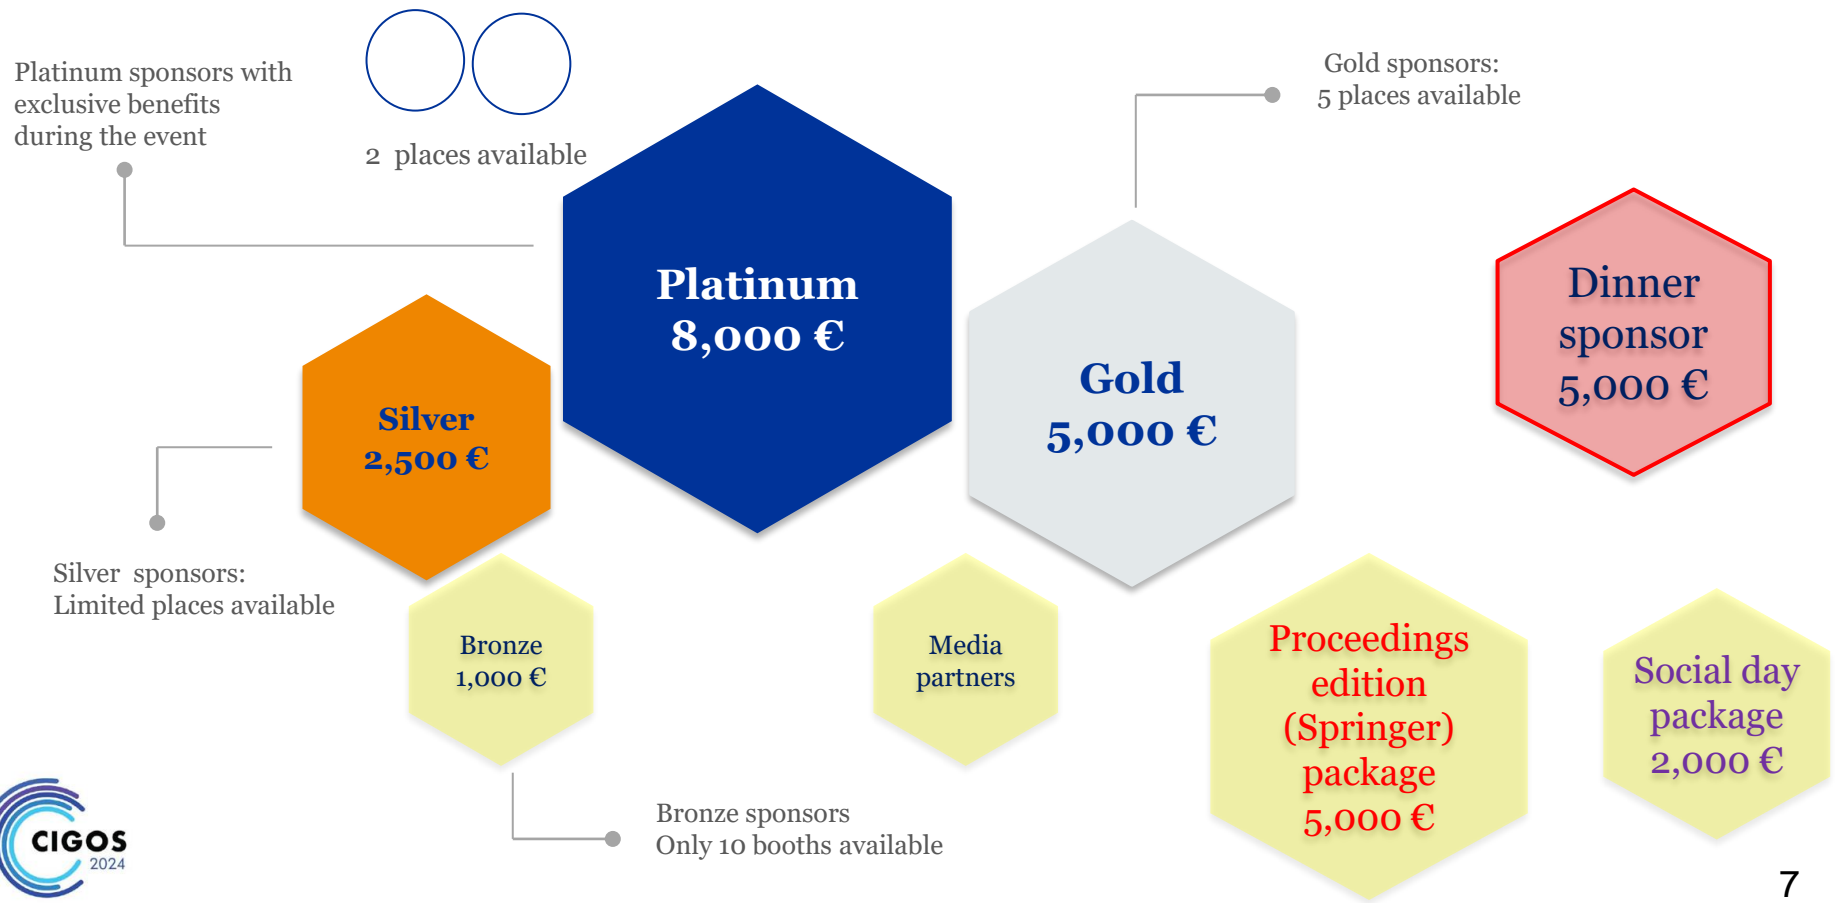 Platinum sponsors with
exclusive benefits
during the event
2 places available
Gold sponsors:
5 places available
Platinum
8,000 €
Gold
5,000 €
Dinner
sponsor
5,000 €
Silver
2,500 €
Silver sponsors:
Limited places available
Bronze
1,000 €
Media
partners
Proceedings
edition
(Springer)
package
5,000 €
Social day
package
2,000 €
Bronze sponsors
Only 10 booths available
CIGOS
2024
7